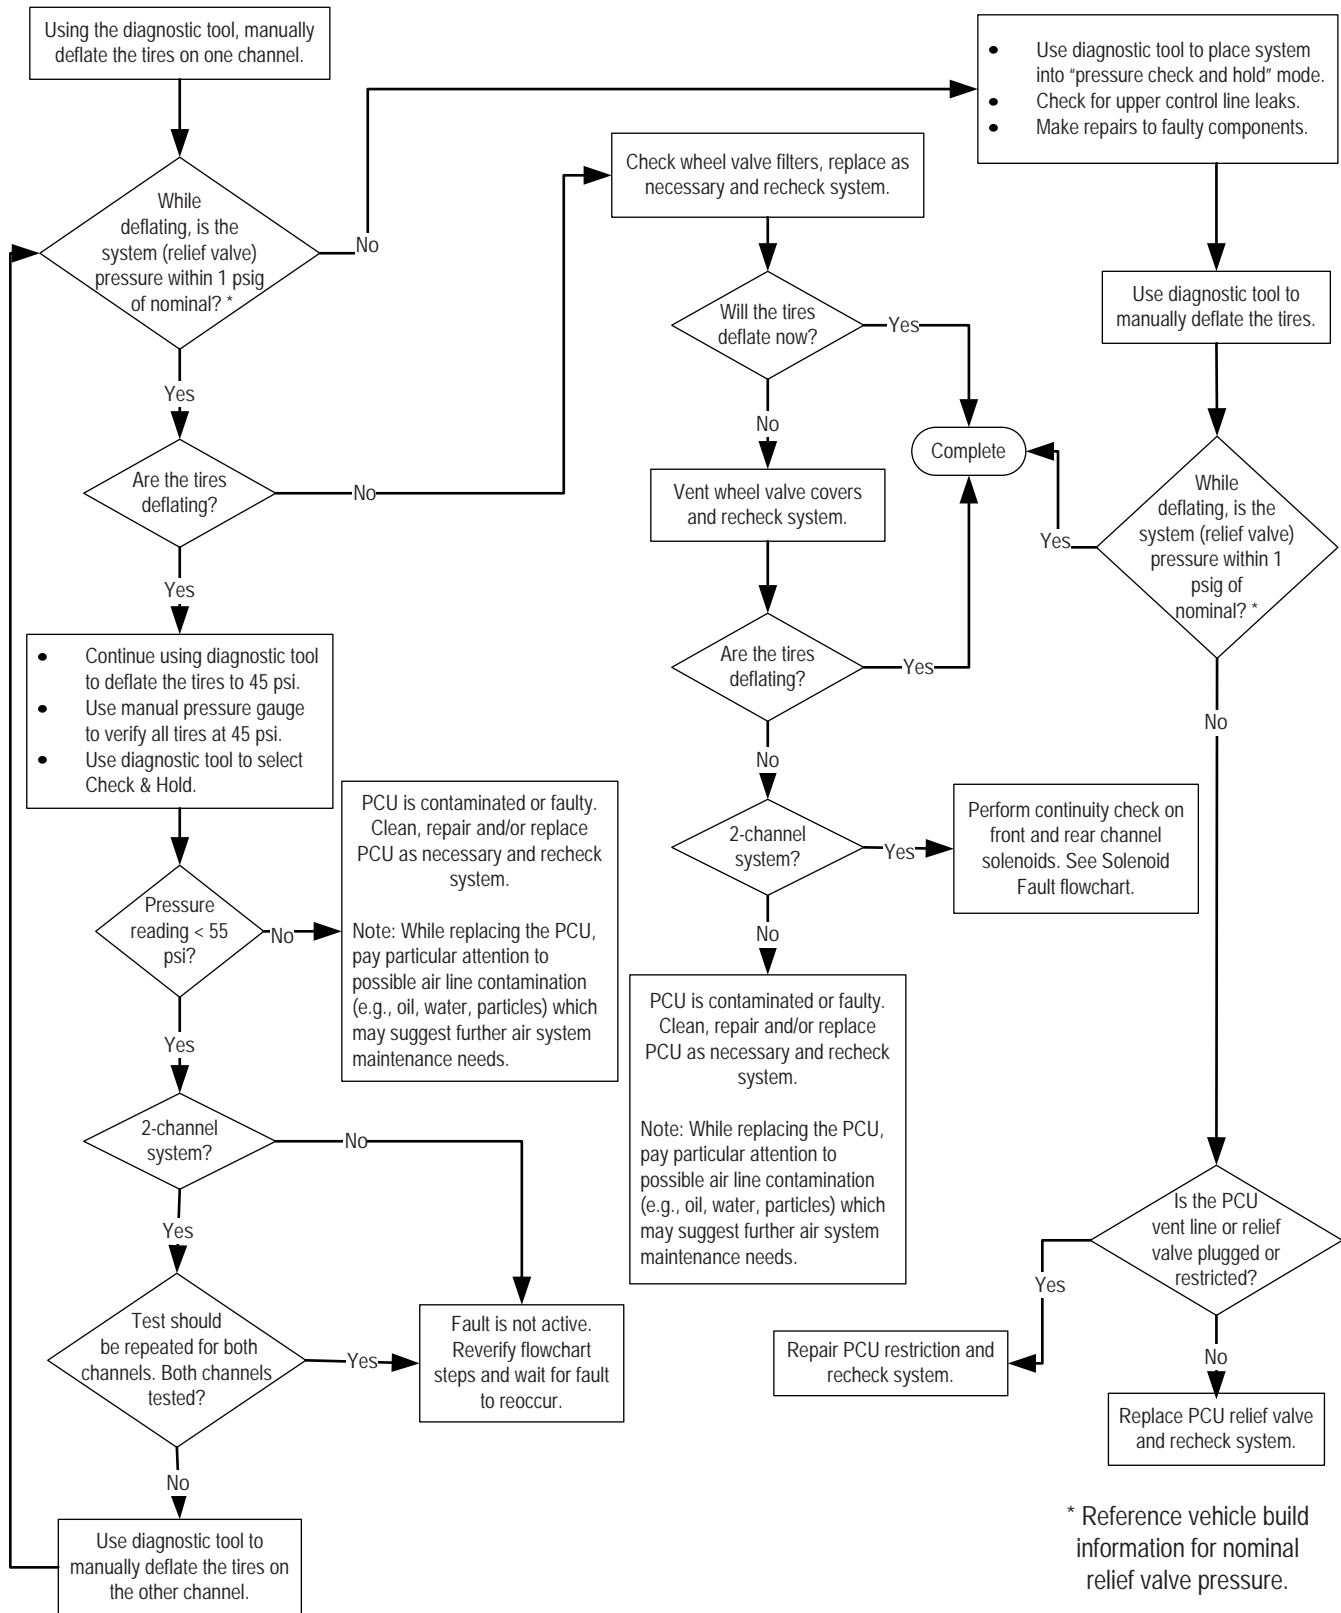 Using the diagnostic tool, manually
deflate the tires on one channel.
While
deflating, is the
system (relief valve)
pressure within 1 psig
of nominal? *
No
Yes
Are the tires
deflating?
No
Yes
• Continue using diagnostic tool
to deflate the tires to 45 psi.
• Use manual pressure gauge
to verify all tires at 45 psi.
• Use diagnostic tool to select
Check & Hold.
Pressure
reading < 55
psi?
No
PCU is contaminated or faulty.
Clean, repair and/or replace
PCU as necessary and recheck
system.
Note: While replacing the PCU,
pay particular attention to
possible air line contamination
(e.g., oil, water, particles) which
may suggest further air system
maintenance needs.
Yes
2-channel
system?
No
Yes
Test should
be repeated for both
channels. Both channels
tested?
Yes
Fault is not active.
Reverify flowchart
steps and wait for fault
to reoccur.
No
Use diagnostic tool to
manually deflate the tires on
the other channel.
Check wheel valve filters, replace as
necessary and recheck system.
Will the tires
deflate now?
Yes
No
Complete
Vent wheel valve covers
and recheck system.
Are the tires
deflating?
Yes
No
2-channel
system?
Yes
Perform continuity check on
front and rear channel
solenoids. See Solenoid
Fault flowchart.
No
PCU is contaminated or faulty.
Clean, repair and/or replace
PCU as necessary and recheck
system.
Note: While replacing the PCU,
pay particular attention to
possible air line contamination
(e.g., oil, water, particles) which
may suggest further air system
maintenance needs.
• Use diagnostic tool to place system
into “pressure check and hold” mode.
• Check for upper control line leaks.
• Make repairs to faulty components.
Use diagnostic tool to
manually deflate the tires.
While
deflating, is the
system (relief valve)
pressure within 1
psig of
nominal? *
Yes
No
Is the PCU
vent line or relief
valve plugged or
restricted?
Yes
Repair PCU restriction and
recheck system.
No
Replace PCU relief valve
and recheck system.
* Reference vehicle build
information for nominal
relief valve pressure.